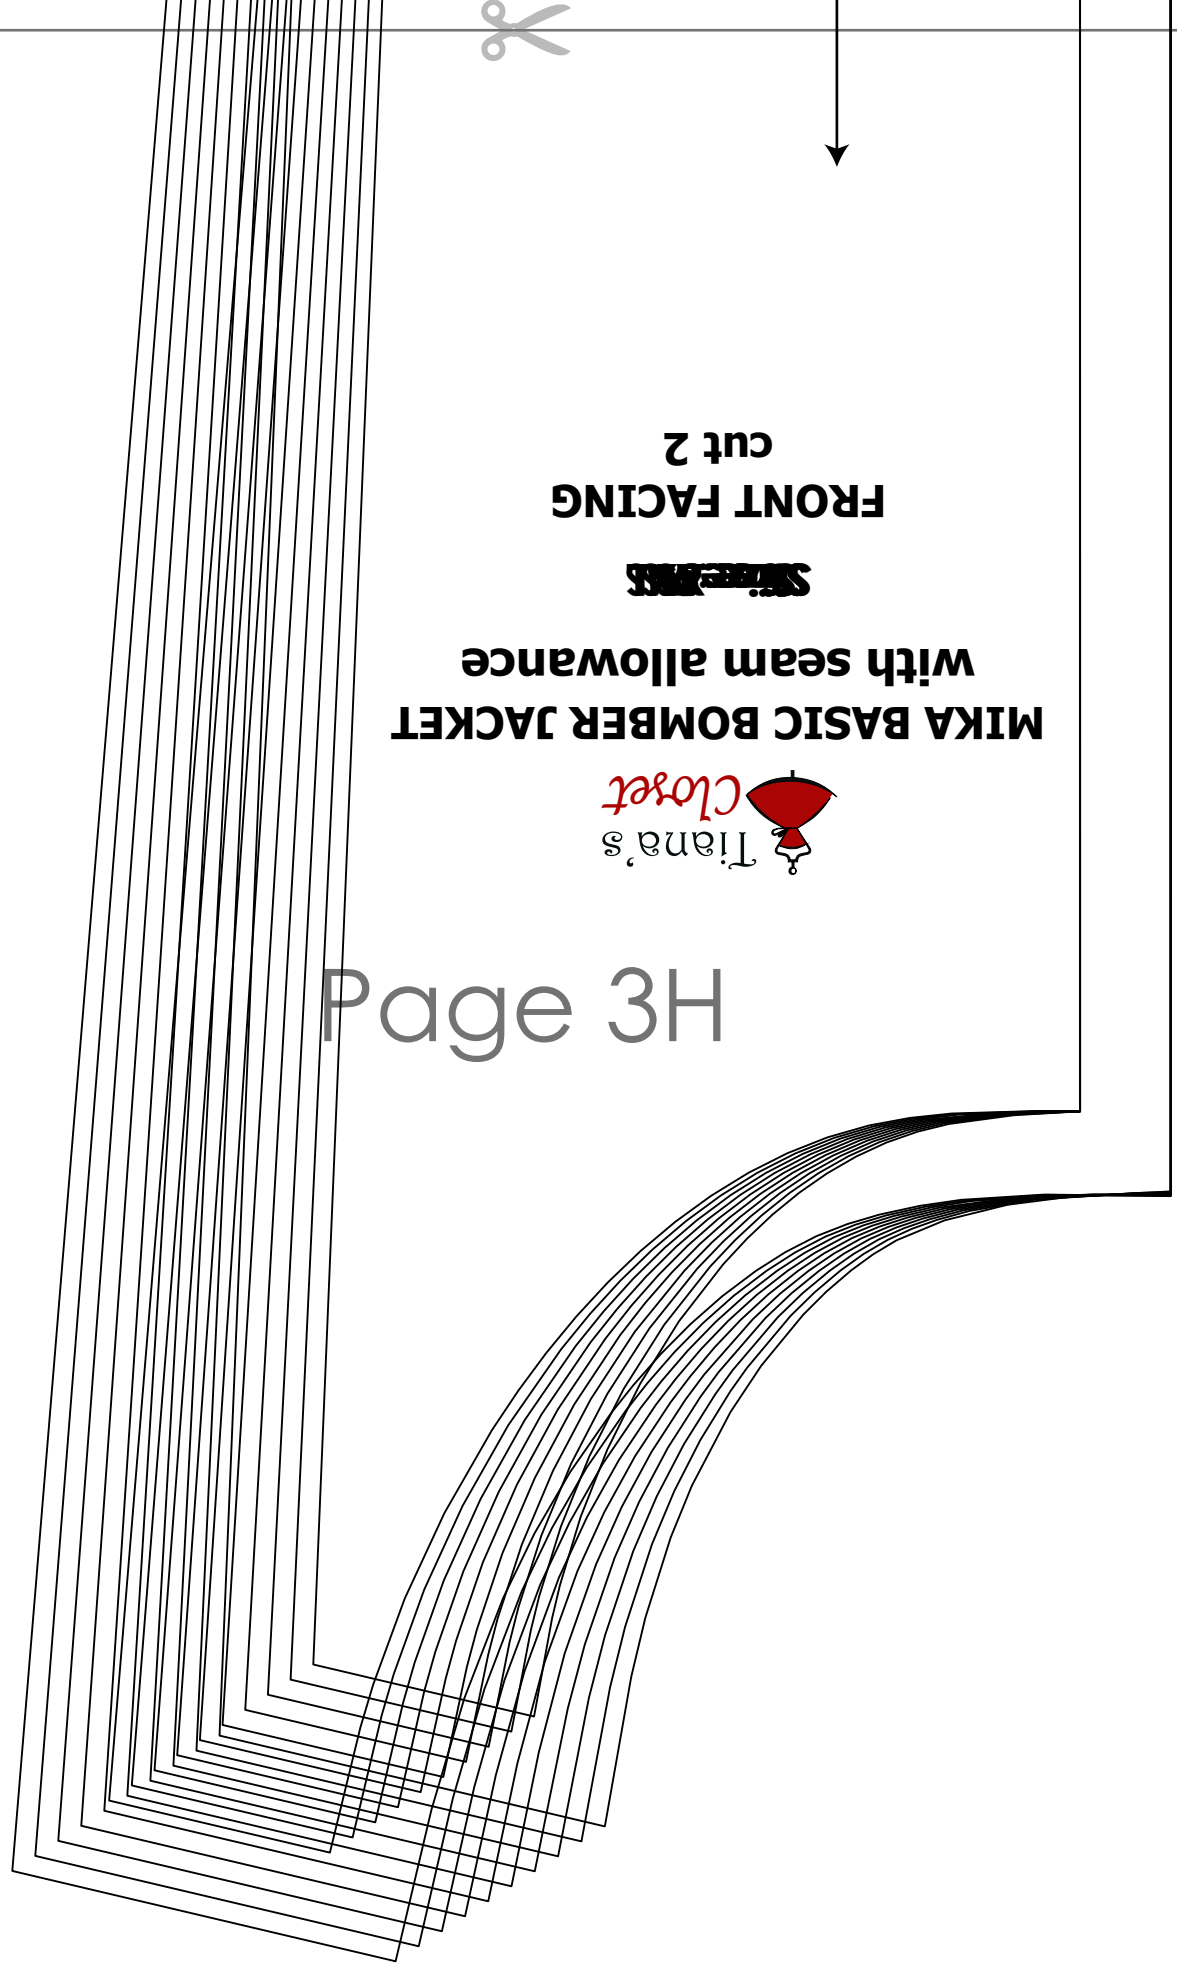 Tiana's
Closet
MIKA BASIC BOMBER JACKET
with seam allowance
FRONT FACING
cut 2
Page 3H